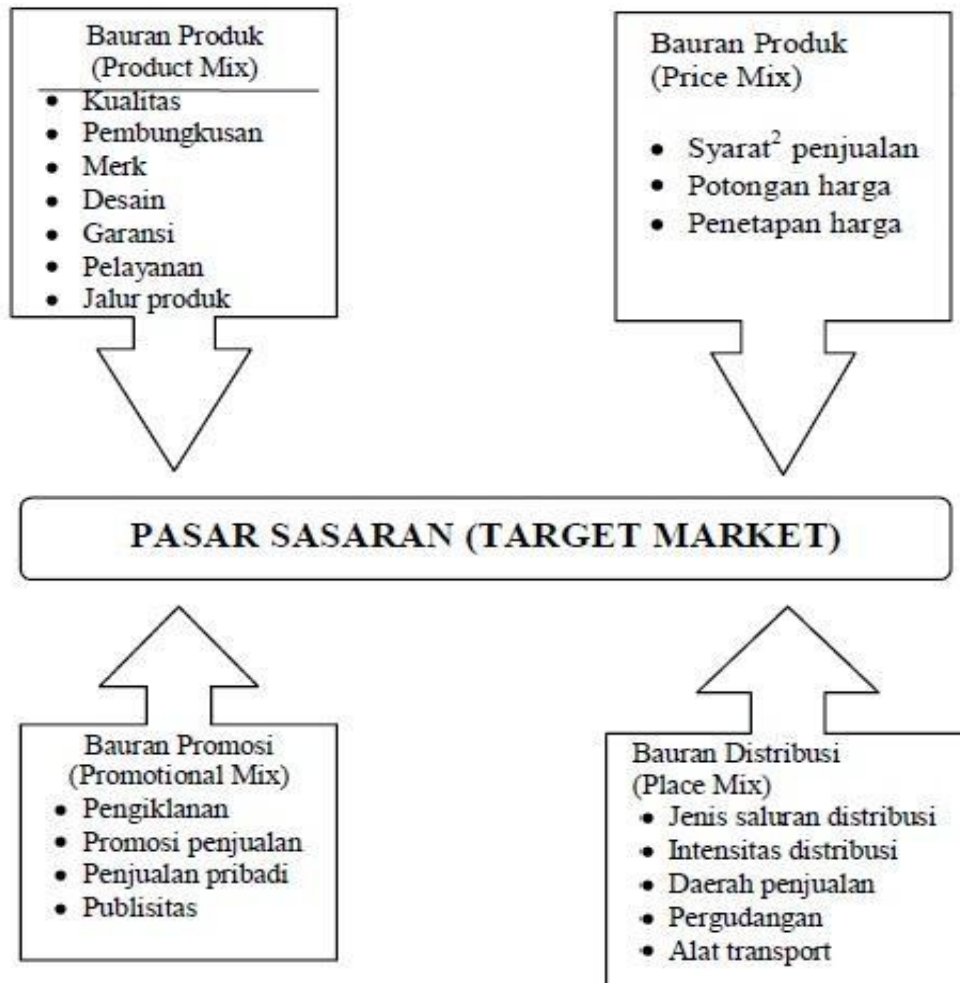 Bauran Produk
(Product Mix)
• Kualitas
• Pembungkusan
• Merk
• Desain
• Garansi
• Pelayanan
• Jalur produk
Bauran Produk
(Price Mix)
• Syarat² penjualan
• Potongan harga
• Penetapan harga
PASAR SASARAN (TARGET MARKET)
Bauran Promosi
(Promotional Mix)
• Pengiklanan
• Promosi penjualan
• Penjualan pribadi
• Publisitas
Bauran Distribusi
(Place Mix)
• Jenis saluran distribusi
• Intensitas distribusi
• Daerah penjualan
• Pergudangan
• Alat transport